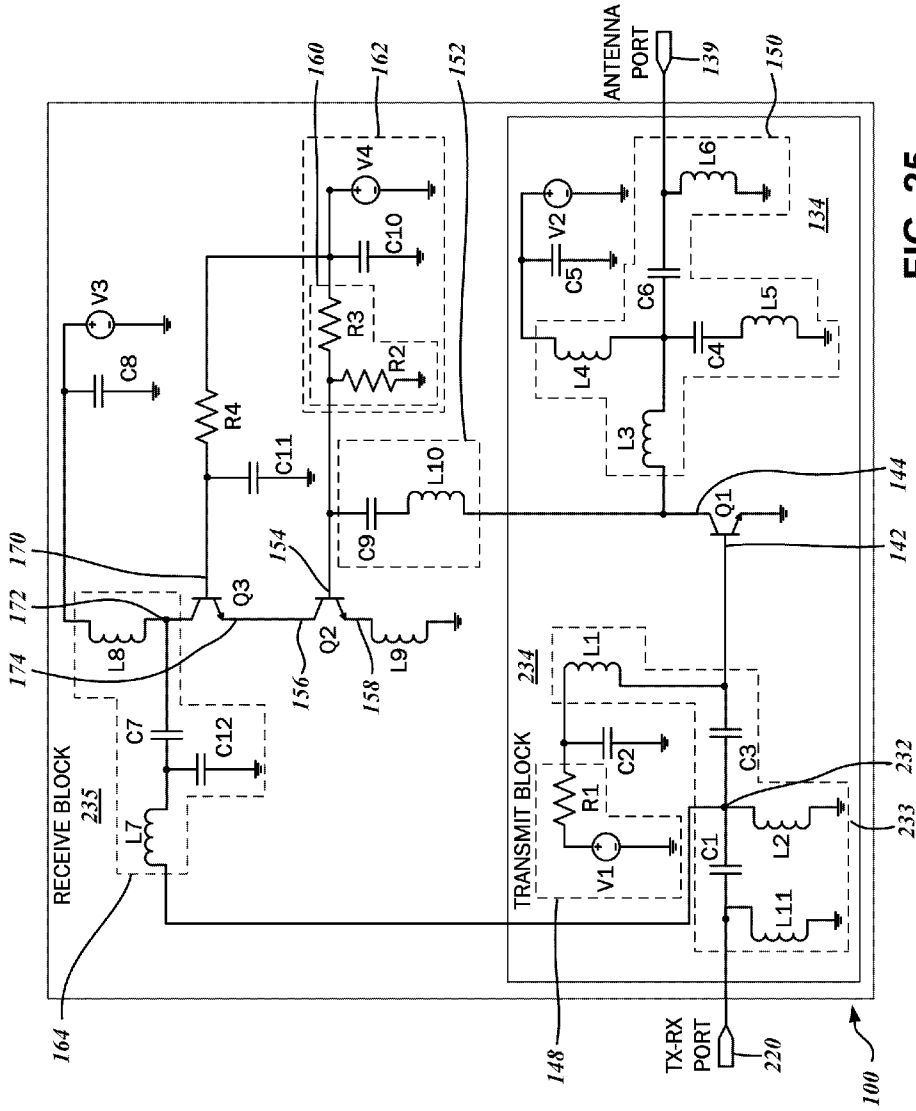 RECEIVE BLOCK
235
164
L7
C7
C12
L8
174
172
170
Q3
156
158
Q2
154
L9
C8
V3
R4
C11
C9
L10
R3
R2
C10
V4
160
162
152
TRANSMIT BLOCK
234
148
V1
R1
C2
L1
C1
L11
L2
C3
232
233
142
144
Q1
L3
L4
C5
V2
C6
C4
L5
L6
134
150
ANTENNA
PORT
139
TX-RX
PORT
220
100